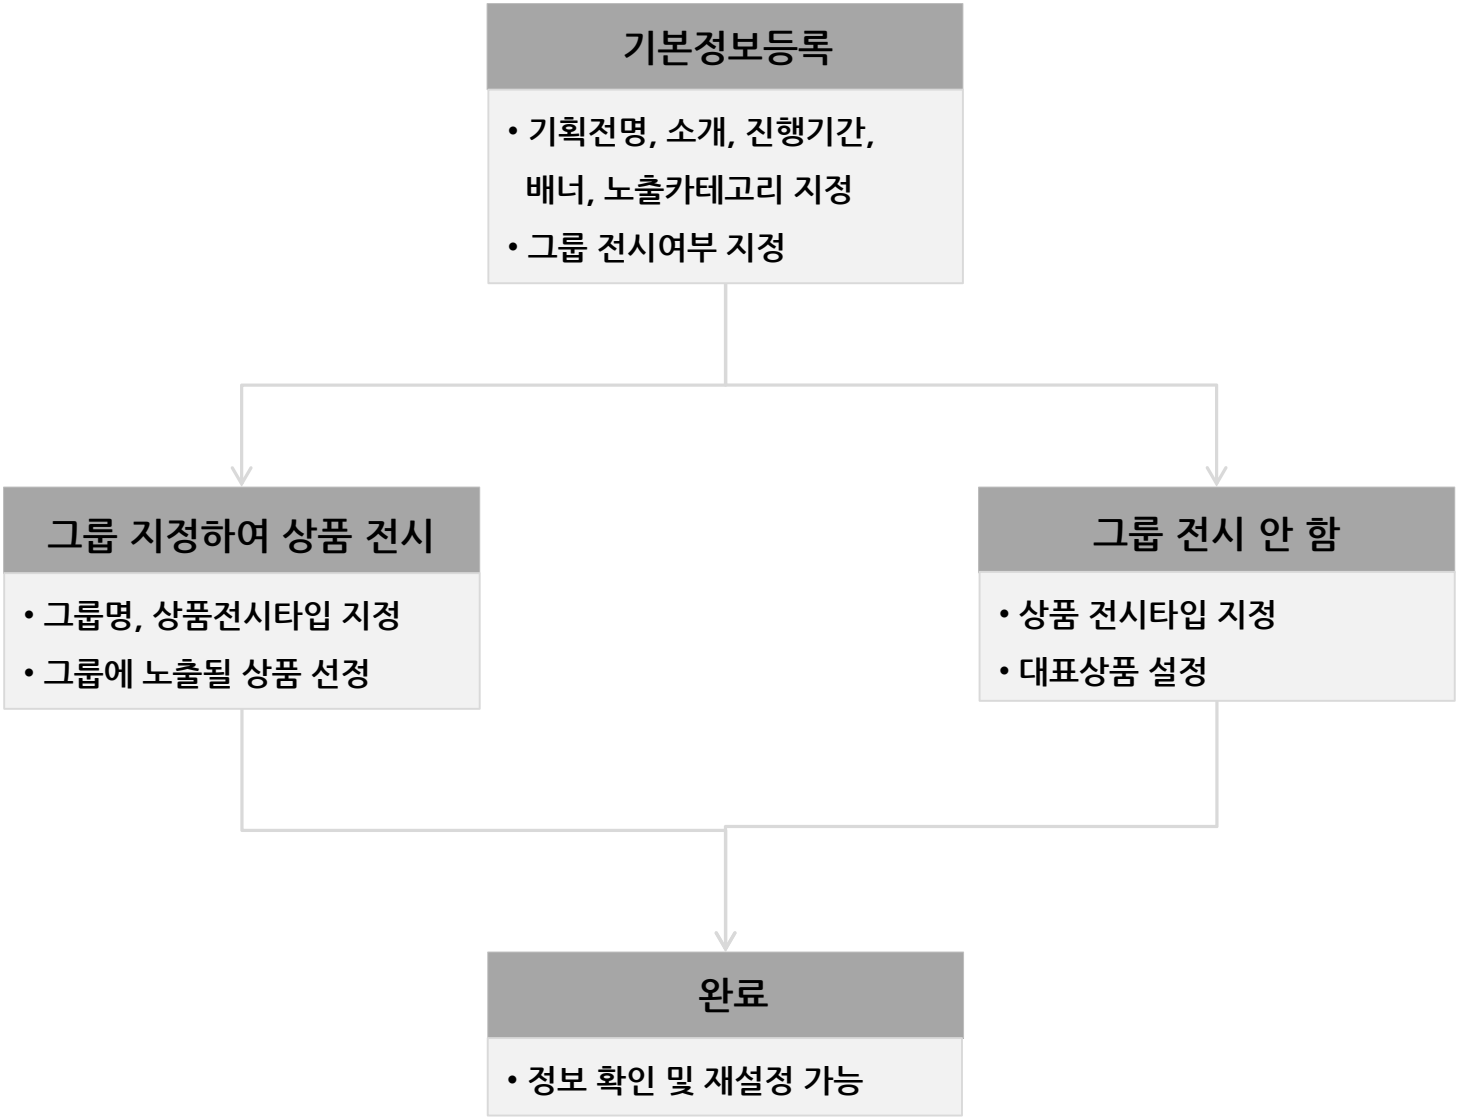 기본정보등록
• 기획전명, 소개, 진행기간,
배너, 노출카테고리 지정
• 그룹 전시여부 지정
그룹 지정하여 상품 전시
• 그룹명, 상품전시타입 지정
• 그룹에 노출될 상품 선정
그룹 전시 안 함
• 상품 전시타입 지정
• 대표상품 설정
완료
• 정보 확인 및 재설정 가능